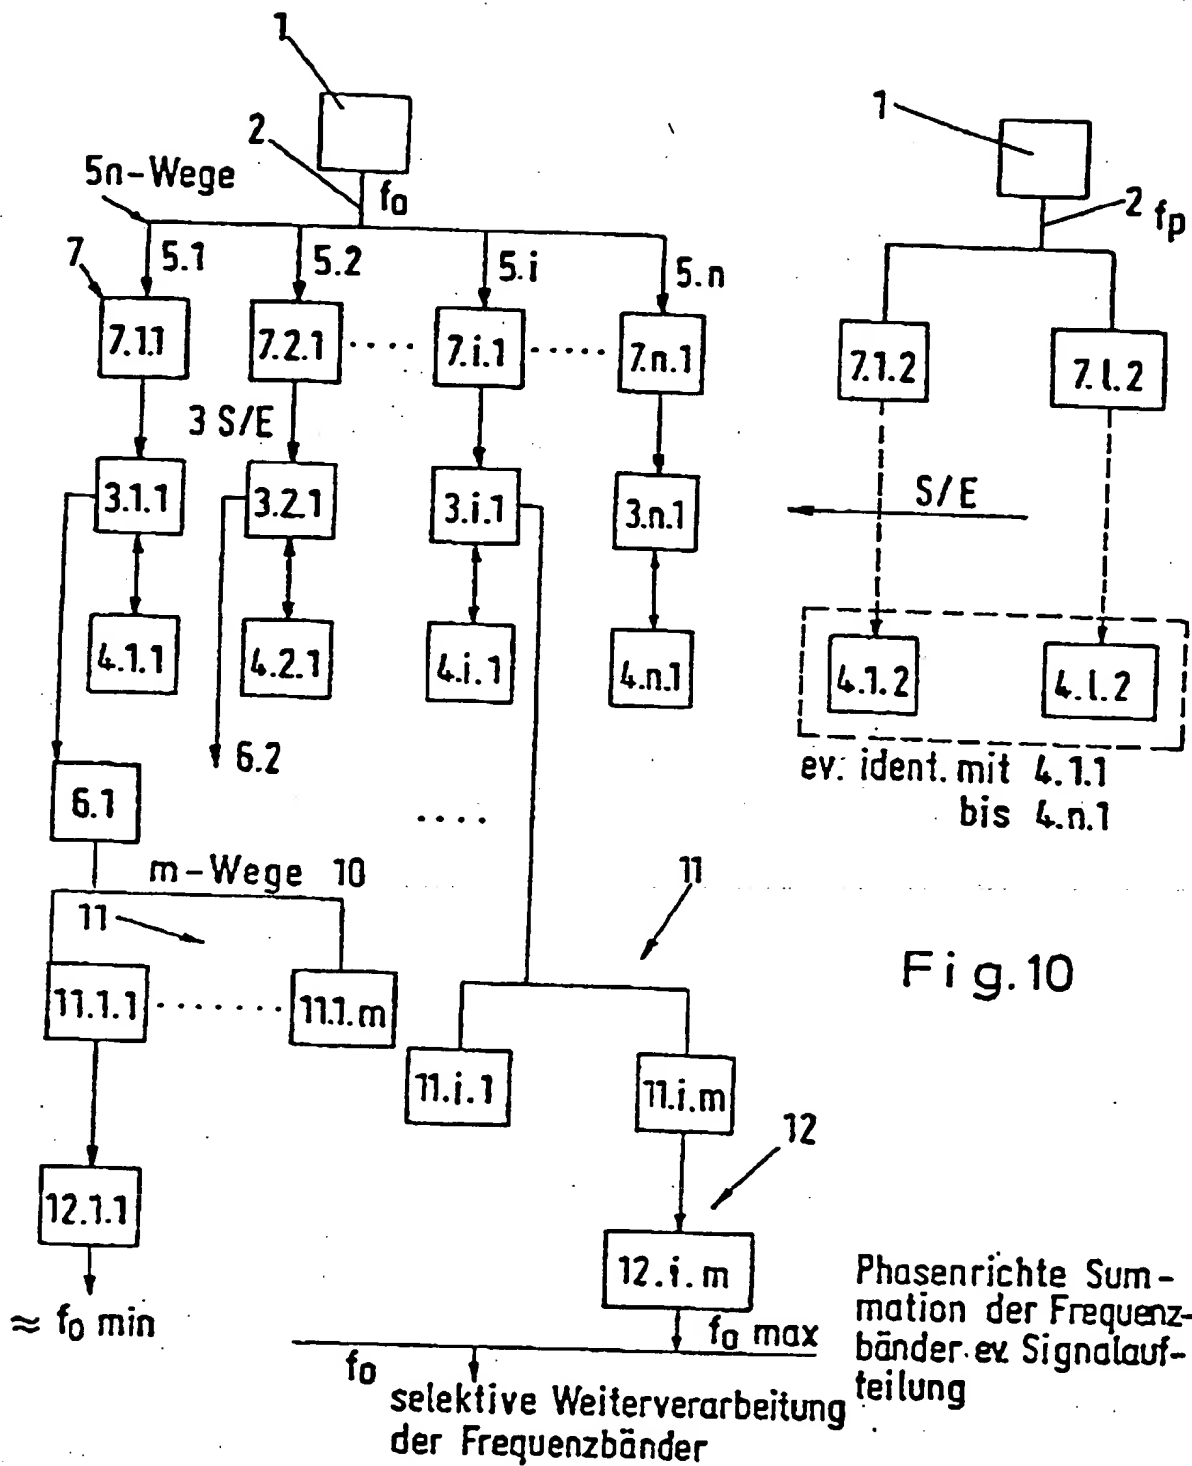 1
2
f0
5n-Wege
7
5.1
5.2
5.i
5.n
7.1.1
7.2.1
....
7.i.1
.....
7.n.1
3 S/E
3.1.1
3.2.1
3.i.1
3.n.1
4.1.1
4.2.1
4.i.1
4.n.1
6.2
6.1
....
m-Wege 10
11
11.1.1
.......
11.1.m
11
11.i.1
11.i.m
12
12.1.1
12.i.m
≈ f0 min
f0 max
f0
selektive Weiterverarbeitung
der Frequenzbänder
1
2 fp
7.1.2
7.l.2
S/E
4.1.2
4.l.2
ev. ident. mit 4.1.1
bis 4.n.1
Fig.10
Phasenrichte Sum-
mation der Frequenz-
bänder ev. Signalauf-
teilung